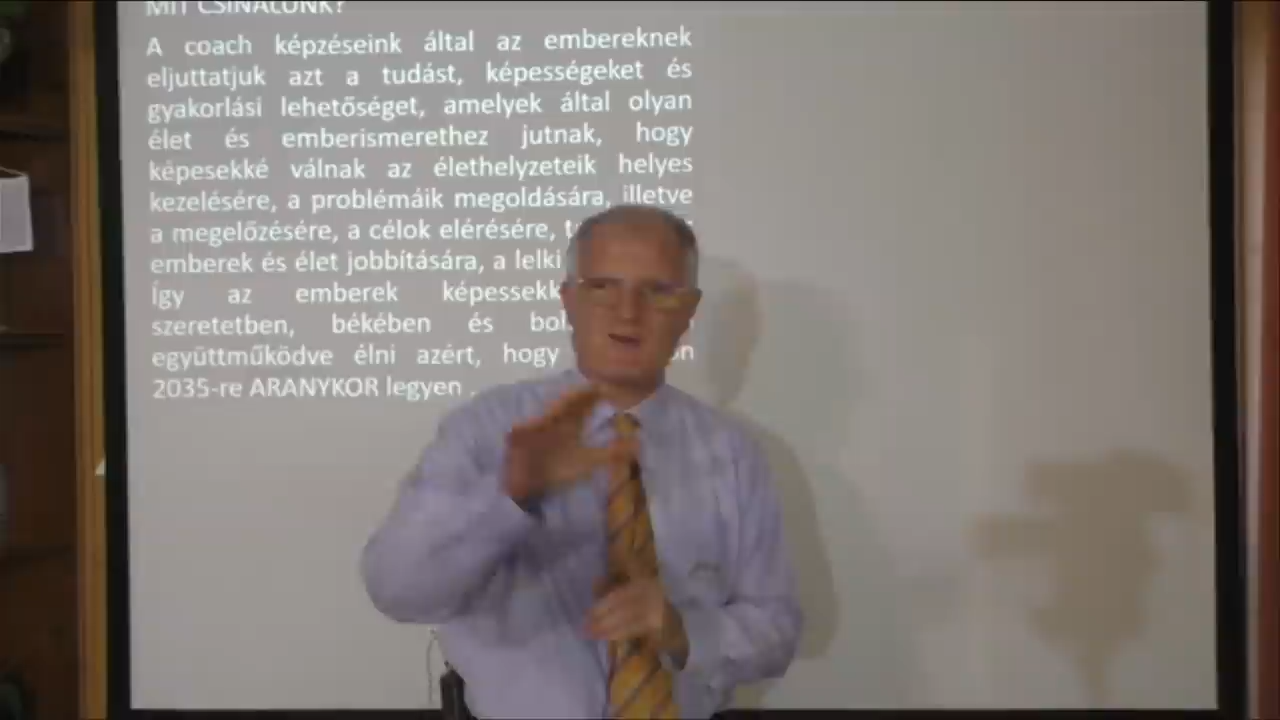 MIT CSINÁLUNK?
A coach képzéseink által az embereknek
eljuttatjuk azt a tudást, képességeket és
gyakorlási lehetőséget, amelyek által olyan
élet és emberismerethez jutnak, hogy
képesekké válnak az élethelyzeteik helyes
kezelésére, a problémáik megoldására, illetve
a megelőzésére, a célok elérésére,
emberek és élet jobbítására, a lelki
Így az emberek
szeretetben, békében és
együttműködve élni azért, hogy
2035-re ARANYKOR legyen .